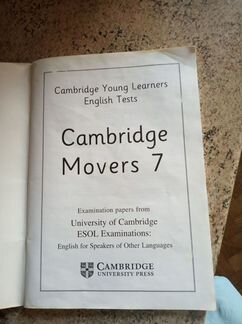 Cambridge Young Learners
English Tests
Cambridge
Movers 7
Examination papers from
University of Cambridge
ESOL Examinations:
English for Speakers of Other Languages
CAMBRIDGE
UNIVERSITY PRESS